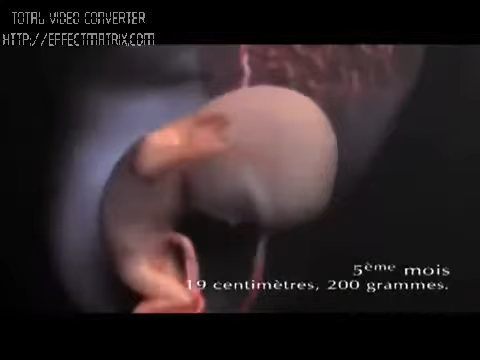 TOTAL VIDEO CONVERTER
HTTP://EFFECTMATRIX.COM
5ème mois
19 centimètres, 200 grammes.